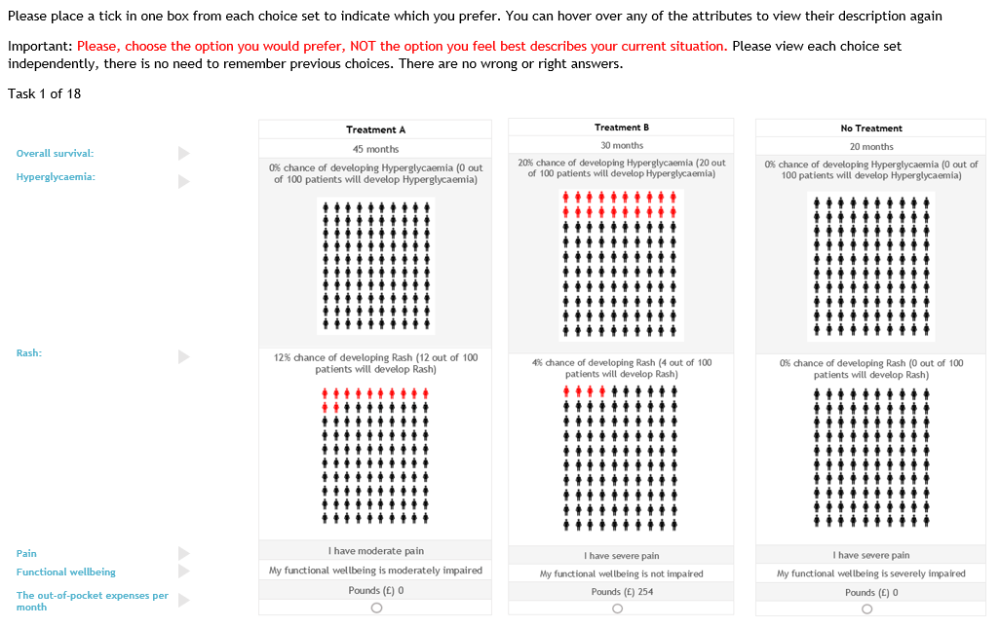 Please place a tick in one box from each choice set to indicate which you prefer. You can hover over any of the attributes to view their description again
Important: Please, choose the option you would prefer, NOT the option you feel best describes your current situation. Please view each choice set
independently, there is no need to remember previous choices. There are no wrong or right answers.
Task 1 of 18
Treatment A
Treatment B
No Treatment
Overall survival:
45 months
30 months
20 months
Hyperglycaemia:
0% chance of developing Hyperglycaemia (0 out
of 100 patients will develop Hyperglycaemia)
20% chance of developing Hyperglycaemia (20 out
of 100 patients will develop Hyperglycaemia)
0% chance of developing Hyperglycaemia (0 out of
100 patients will develop Hyperglycaemia)
Rash:
12% chance of developing Rash (12 out of 100
patients will develop Rash)
4% chance of developing Rash (4 out of 100
patients will develop Rash)
0% chance of developing Rash (0 out of 100
patients will develop Rash)
Pain
I have moderate pain
I have severe pain
I have severe pain
Functional wellbeing
My functional wellbeing is moderately impaired
My functional wellbeing is not impaired
My functional wellbeing is severely impaired
The out-of-pocket expenses per
month
Pounds (£) 0
Pounds (£) 254
Pounds (£) 0